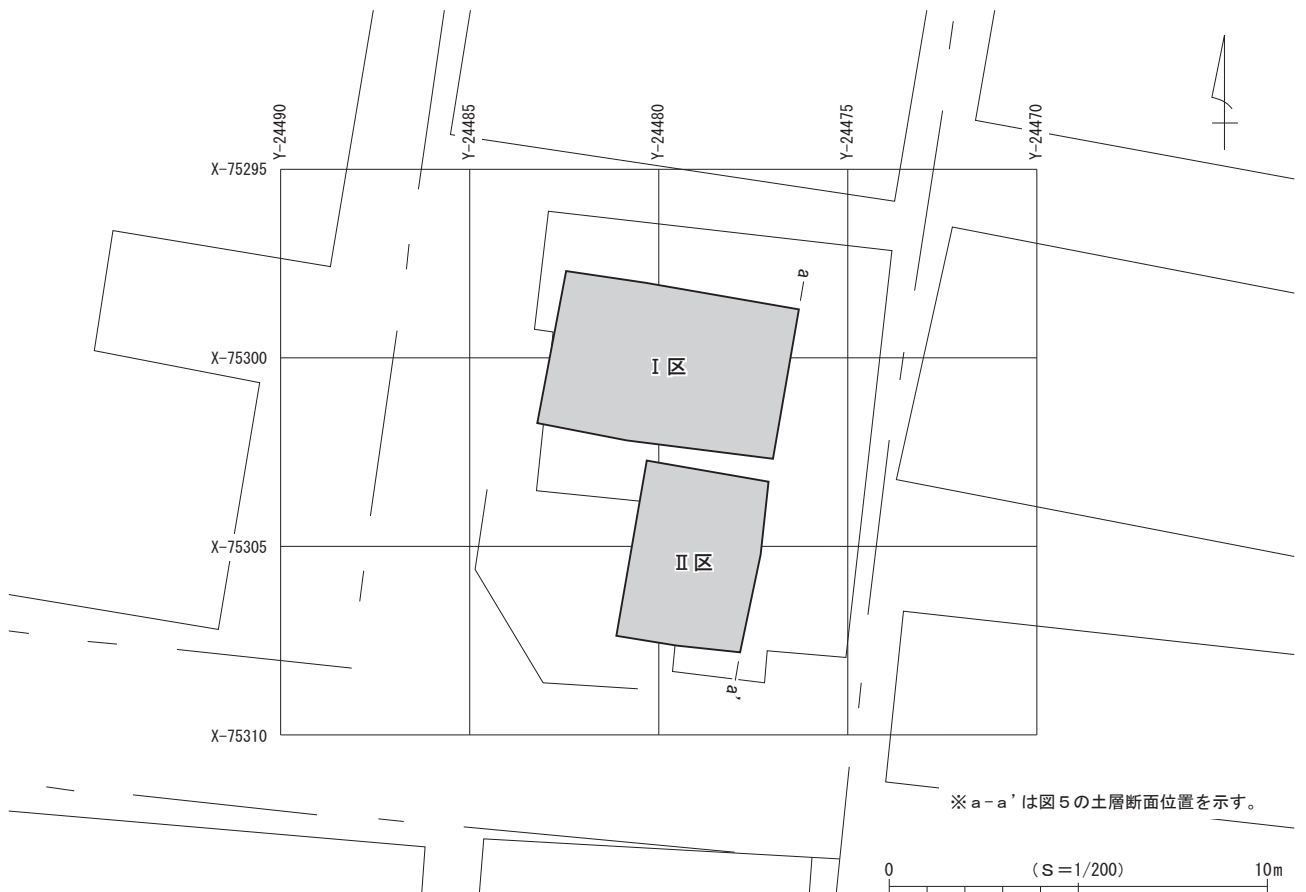 Y-24490
Y-24485
Y-24480
Y-24475
Y-24470
X-75295
a
X-75300
Ⅰ区
X-75305
Ⅱ区
a'
X-75310
※a-a'は図5の土層断面位置を示す。
0 (S=1/200) 10m